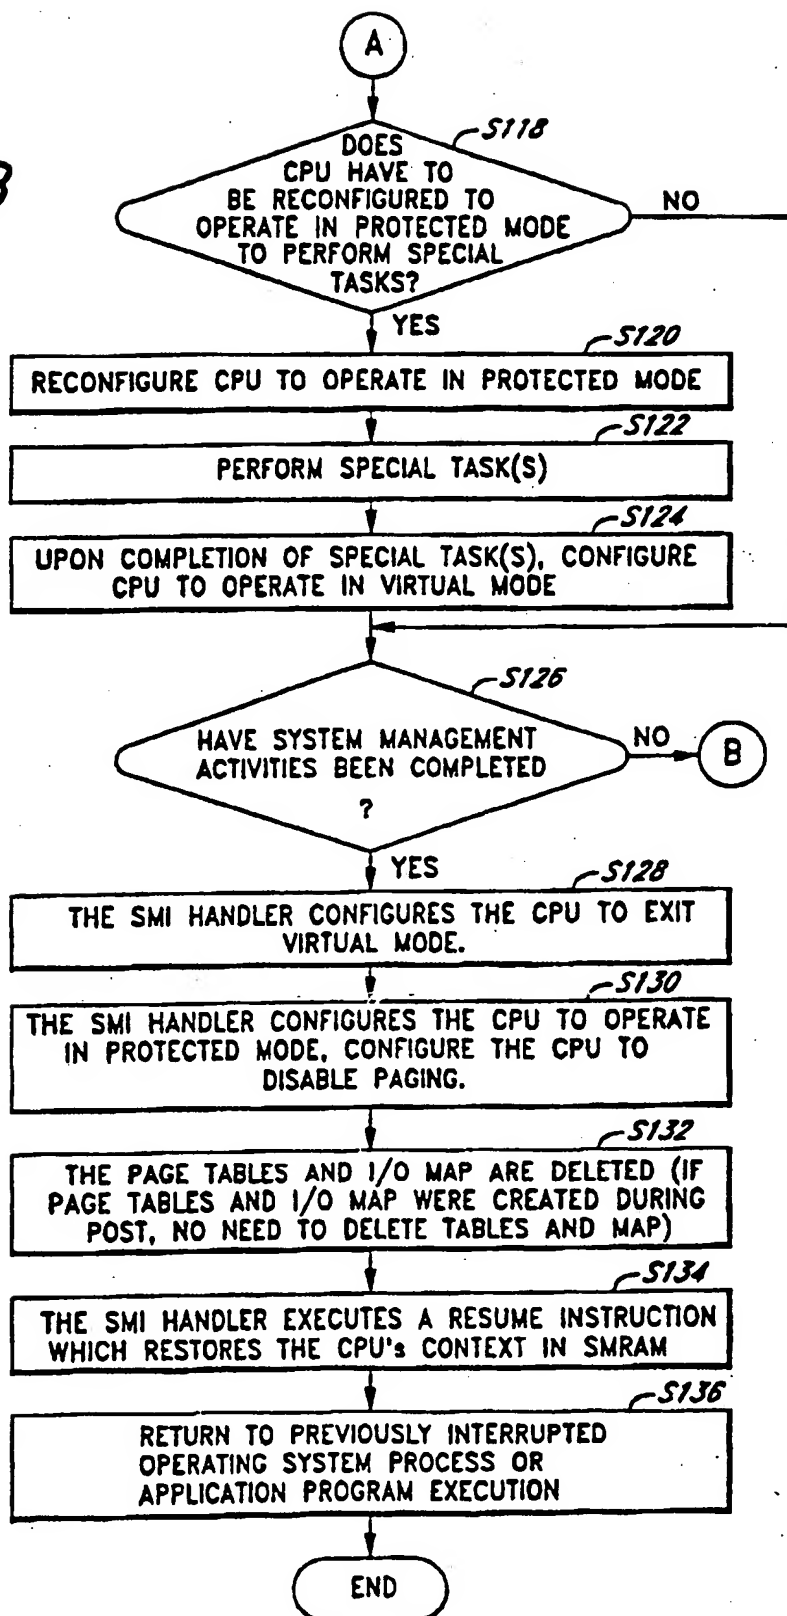 A
S118
DOES
CPU HAVE TO
BE RECONFIGURED TO
OPERATE IN PROTECTED MODE
TO PERFORM SPECIAL
TASKS?
NO
YES
S120
RECONFIGURE CPU TO OPERATE IN PROTECTED MODE
S122
PERFORM SPECIAL TASK(S)
S124
UPON COMPLETION OF SPECIAL TASK(S), CONFIGURE
CPU TO OPERATE IN VIRTUAL MODE
S126
HAVE SYSTEM MANAGEMENT
ACTIVITIES BEEN COMPLETED
?
NO
B
YES
S128
THE SMI HANDLER CONFIGURES THE CPU TO EXIT
VIRTUAL MODE.
S130
THE SMI HANDLER CONFIGURES THE CPU TO OPERATE
IN PROTECTED MODE, CONFIGURE THE CPU TO
DISABLE PAGING.
S132
THE PAGE TABLES AND I/O MAP ARE DELETED (IF
PAGE TABLES AND I/O MAP WERE CREATED DURING
POST, NO NEED TO DELETE TABLES AND MAP)
S134
THE SMI HANDLER EXECUTES A RESUME INSTRUCTION
WHICH RESTORES THE CPU's CONTEXT IN SMRAM
S136
RETURN TO PREVIOUSLY INTERRUPTED
OPERATING SYSTEM PROCESS OR
APPLICATION PROGRAM EXECUTION
END